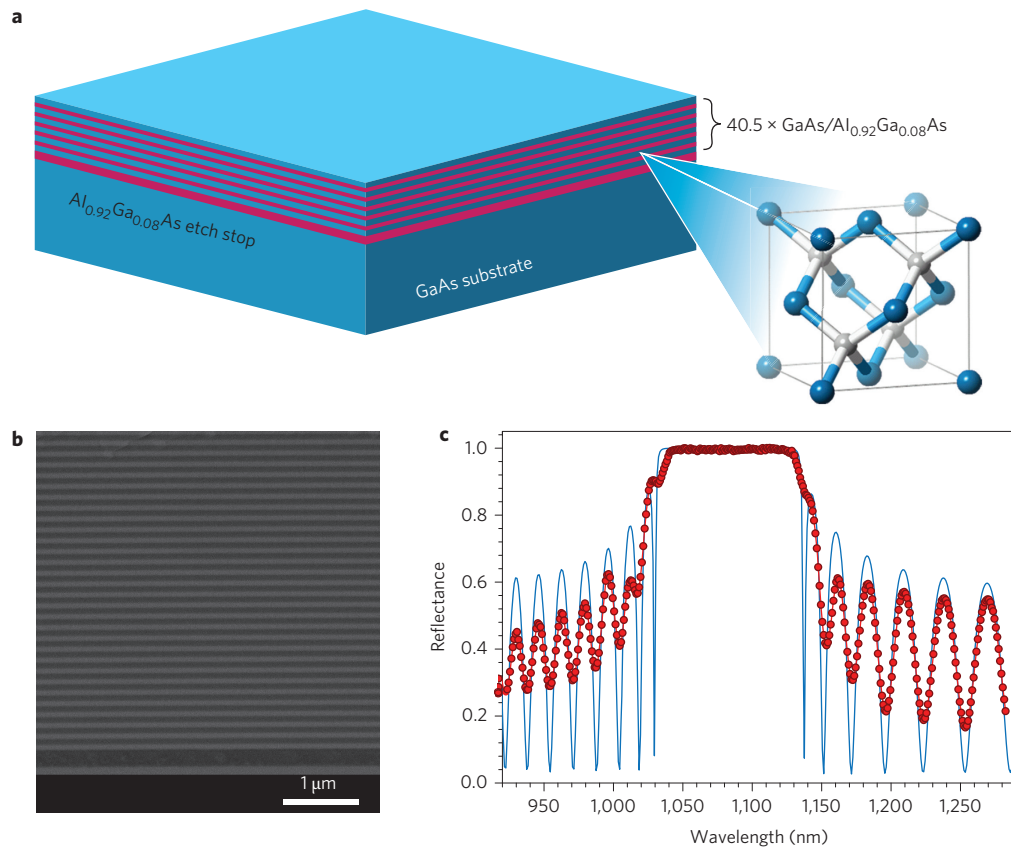 a
40.5 × GaAs/Al0.92Ga0.08As
Al0.92Ga0.08As etch stop
GaAs substrate
b
1 μm
c
1.0
0.8
0.6
0.4
0.2
0.0
Reflectance
950 1,000 1,050 1,100 1,150 1,200 1,250
Wavelength (nm)